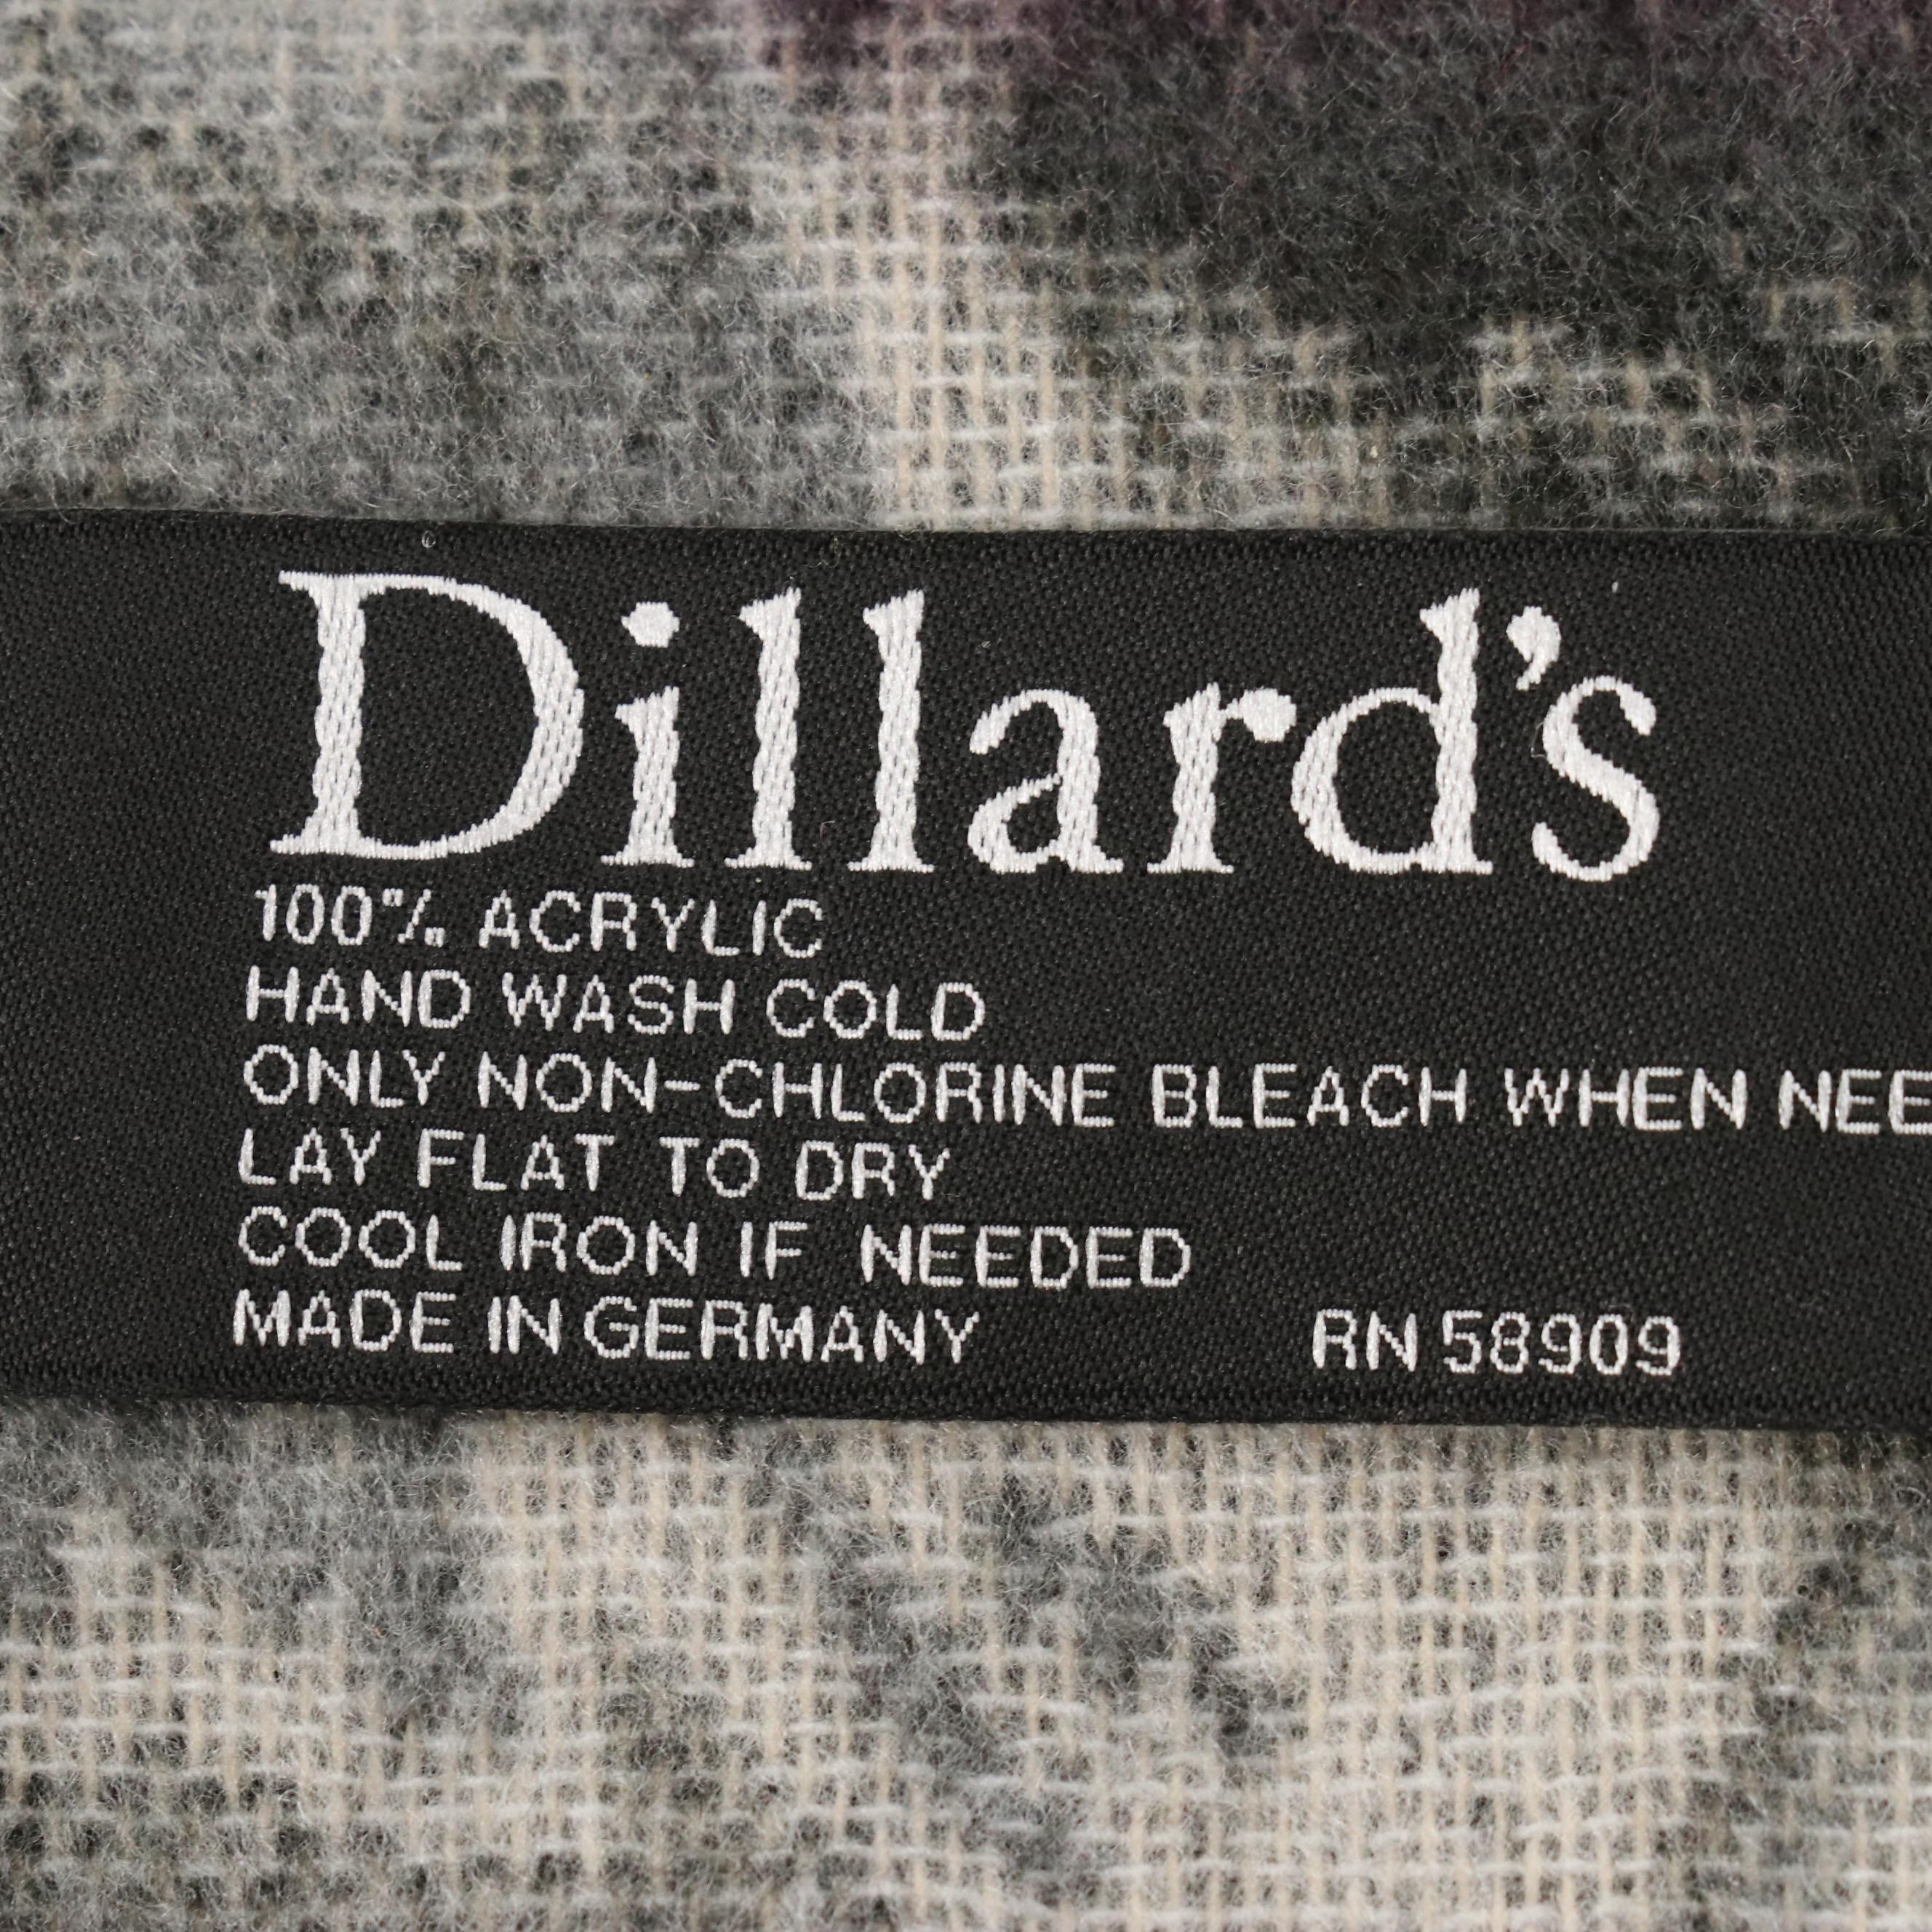 Dillard's
100% ACRYLIC
HAND WASH COLD
ONLY NON-CHLORINE BLEACH WHEN NEE
LAY FLAT TO DRY
COOL IRON IF NEEDED
MADE IN GERMANY RN 58909